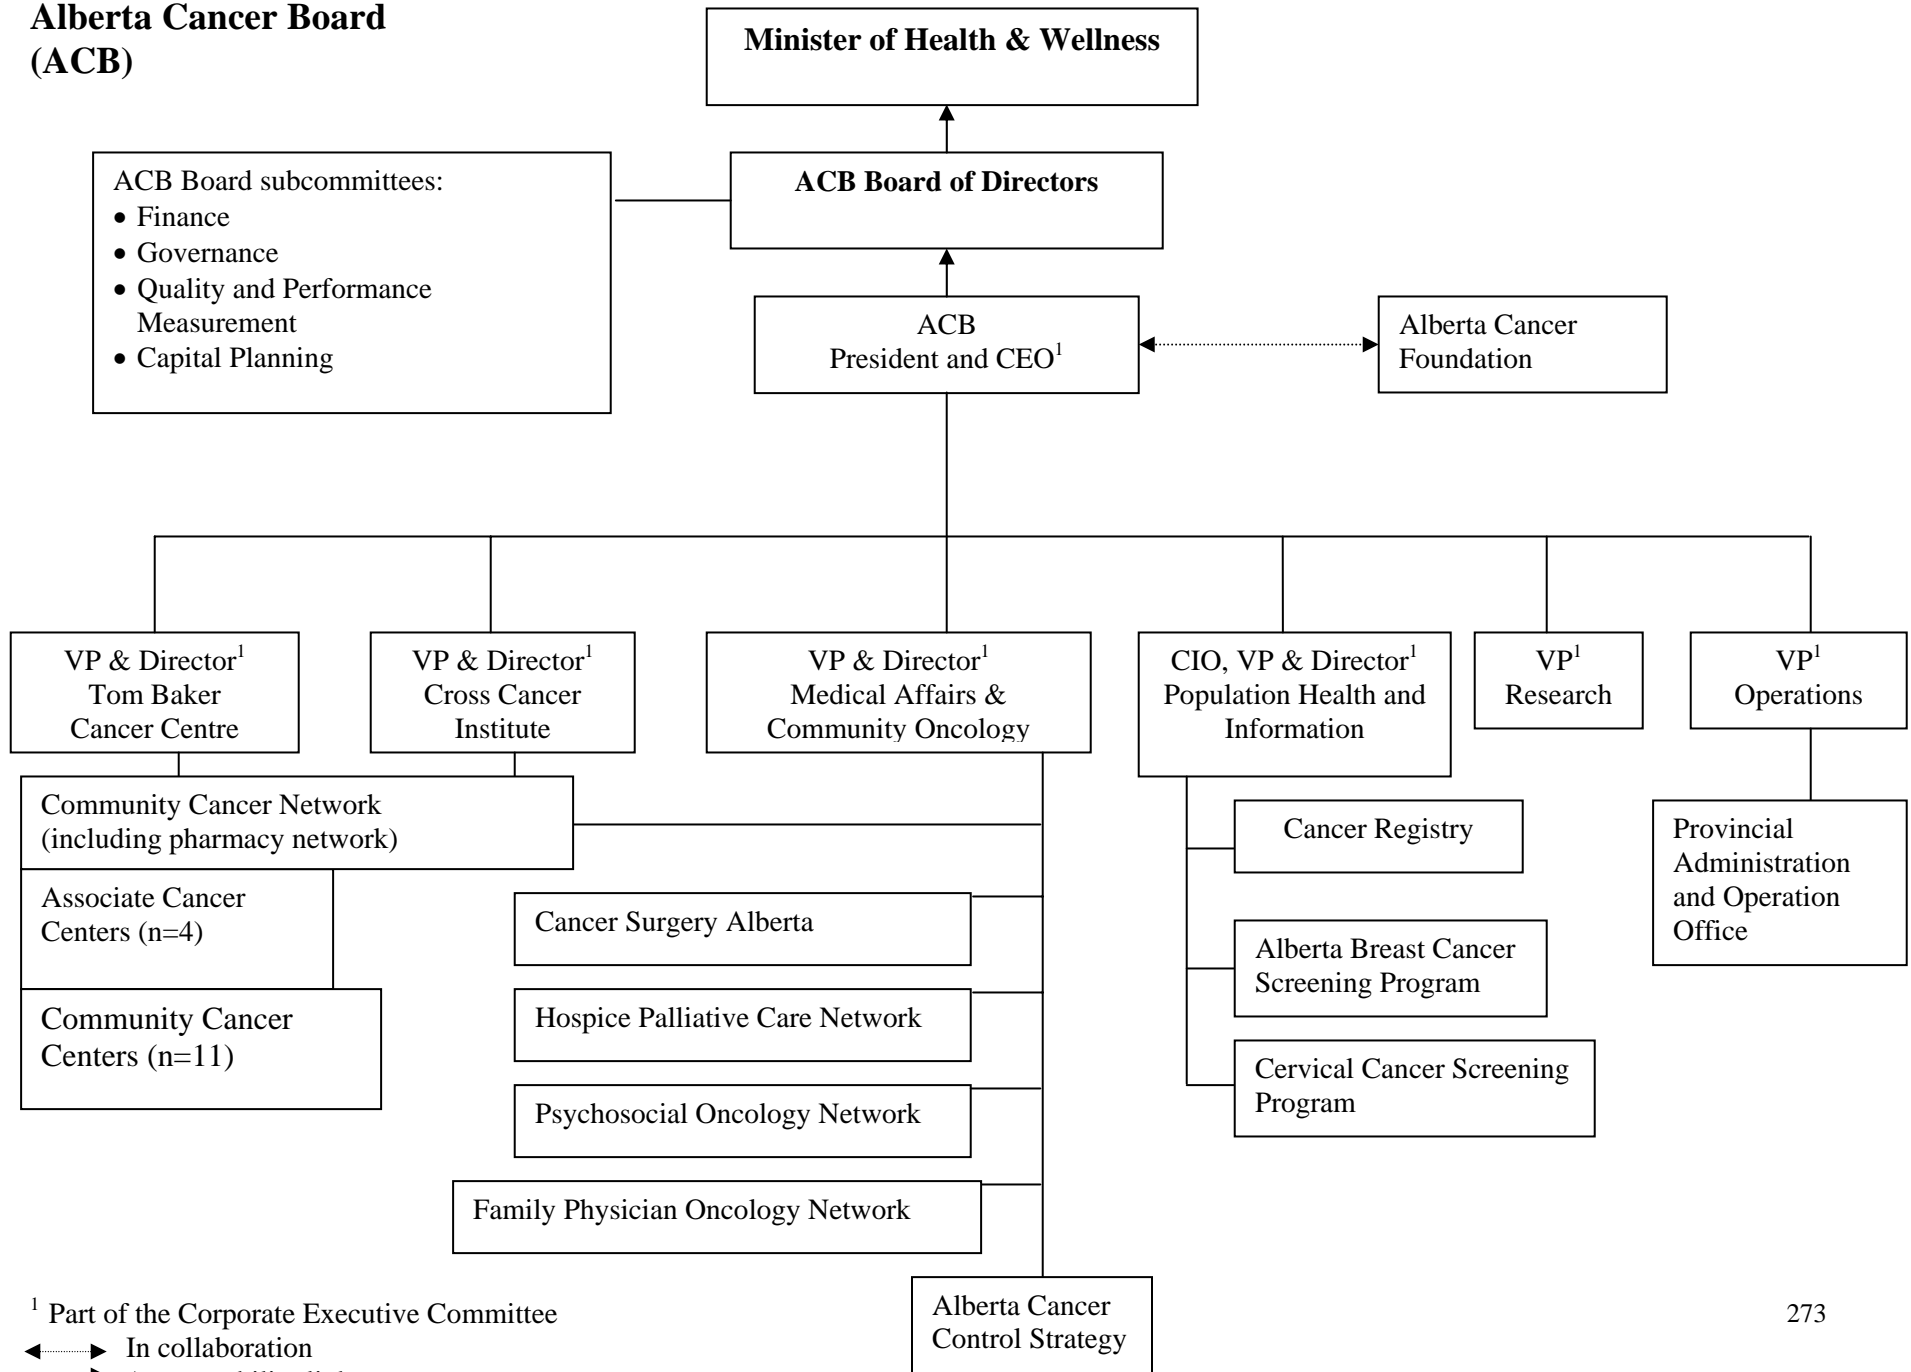 Alberta Cancer Board
(ACB)
Minister of Health & Wellness
ACB Board subcommittees:
• Finance
• Governance
• Quality and Performance
Measurement
• Capital Planning
ACB Board of Directors
ACB
President and CEO1
Alberta Cancer
Foundation
VP & Director1
Tom Baker
Cancer Centre
VP & Director1
Cross Cancer
Institute
VP & Director1
Medical Affairs &
Community Oncology
CIO, VP & Director1
Population Health and
Information
VP1
Research
VP1
Operations
Community Cancer Network
(including pharmacy network)
Associate Cancer
Centers (n=4)
Community Cancer
Centers (n=11)
Cancer Surgery Alberta
Hospice Palliative Care Network
Psychosocial Oncology Network
Family Physician Oncology Network
Alberta Cancer
Control Strategy
Cancer Registry
Alberta Breast Cancer
Screening Program
Cervical Cancer Screening
Program
Provincial
Administration
and Operation
Office
1 Part of the Corporate Executive Committee
In collaboration
273